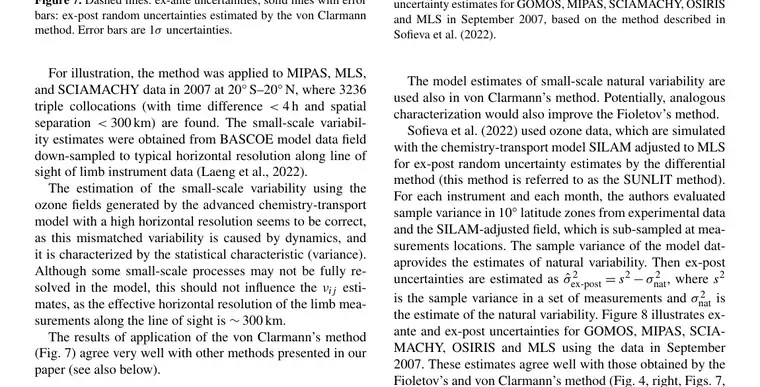 Figure 7. Dashed lines: ex-ante uncertainties, solid lines with error
bars: ex-post random uncertainties estimated by the von Clarmann
method. Error bars are 1σ uncertainties.
For illustration, the method was applied to MIPAS, MLS,
and SCIAMACHY data in 2007 at 20° S–20° N, where 3236
triple collocations (with time difference < 4 h and spatial
separation < 300 km) are found. The small-scale variabil-
ity estimates were obtained from BASCOE model data field
down-sampled to typical horizontal resolution along line of
sight of limb instrument data (Laeng et al., 2022).
The estimation of the small-scale variability using the
ozone fields generated by the advanced chemistry-transport
model with a high horizontal resolution seems to be correct,
as this mismatched variability is caused by dynamics, and
it is characterized by the statistical characteristic (variance).
Although some small-scale processes may not be fully re-
solved in the model, this should not influence the νij esti-
mates, as the effective horizontal resolution of the limb mea-
surements along the line of sight is ∼ 300 km.
The results of application of the von Clarmann's method
(Fig. 7) agree very well with other methods presented in our
paper (see also below).
uncertainty estimates for GOMOS, MIPAS, SCIAMACHY, OSIRIS
and MLS in September 2007, based on the method described in
Sofieva et al. (2022).
The model estimates of small-scale natural variability are
used also in von Clarmann's method. Potentially, analogous
characterization would also improve the Fioletov's method.
Sofieva et al. (2022) used ozone data, which are simulated
with the chemistry-transport model SILAM adjusted to MLS
for ex-post random uncertainty estimates by the differential
method (this method is referred to as the SUNLIT method).
For each instrument and each month, the authors evaluated
sample variance in 10° latitude zones from experimental data
and the SILAM-adjusted field, which is sub-sampled at mea-
surements locations. The sample variance of the model dat-
aprovides the estimates of natural variability. Then ex-post
uncertainties are estimated as σ̂²ex-post = s² − σ²nat, where s²
is the sample variance in a set of measurements and σ²nat is
the estimate of the natural variability. Figure 8 illustrates ex-
ante and ex-post uncertainties for GOMOS, MIPAS, SCIA-
MACHY, OSIRIS and MLS using the data in September
2007. These estimates agree well with those obtained by the
Fioletov's and von Clarmann's method (Fig. 4, right, Figs. 7,